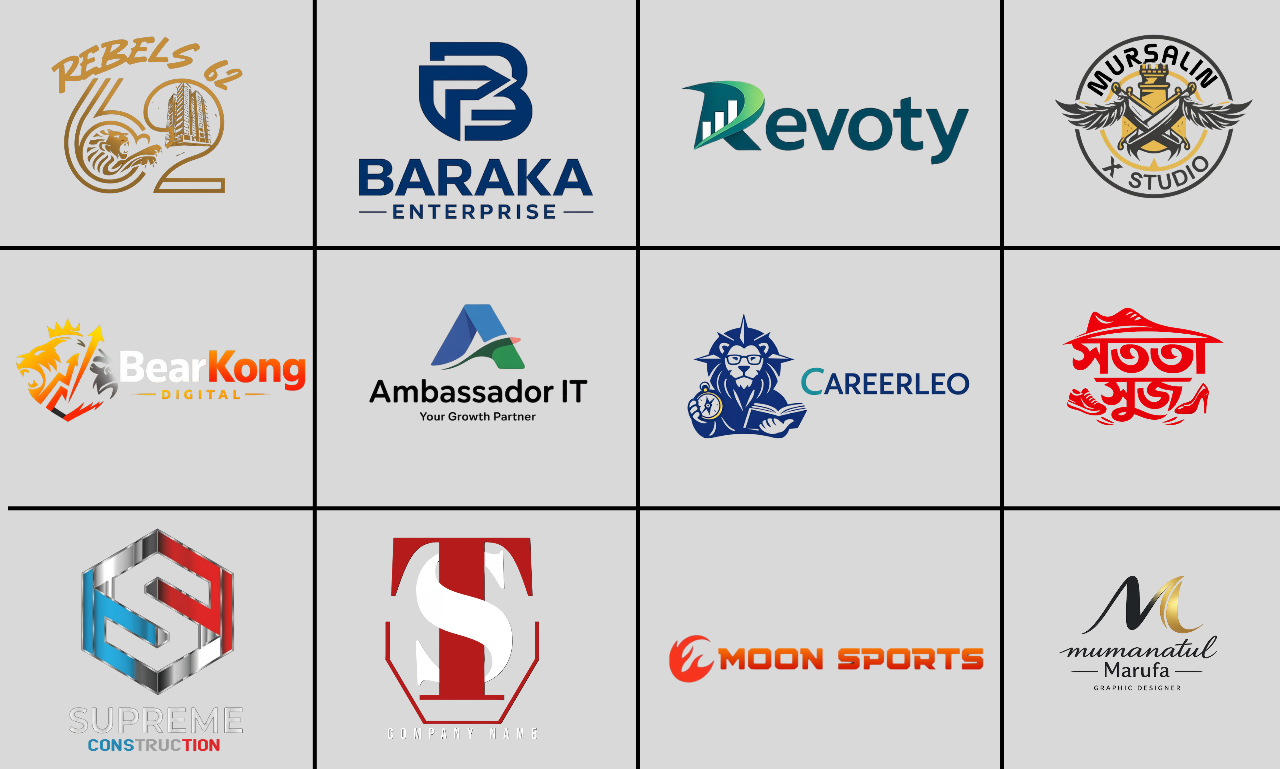 REBELS 62
62
BARAKA
ENTERPRISE
Revoty
MURSALIN
X STUDIO
BearKong
DIGITAL
Ambassador IT
Your Growth Partner
CAREERLEO
সততা
সুজ
SUPREME
CONSTRUCTION
TS
COMPANY NAME
MOON SPORTS
M
mumanatul
Marufa
GRAPHIC DESIGNER